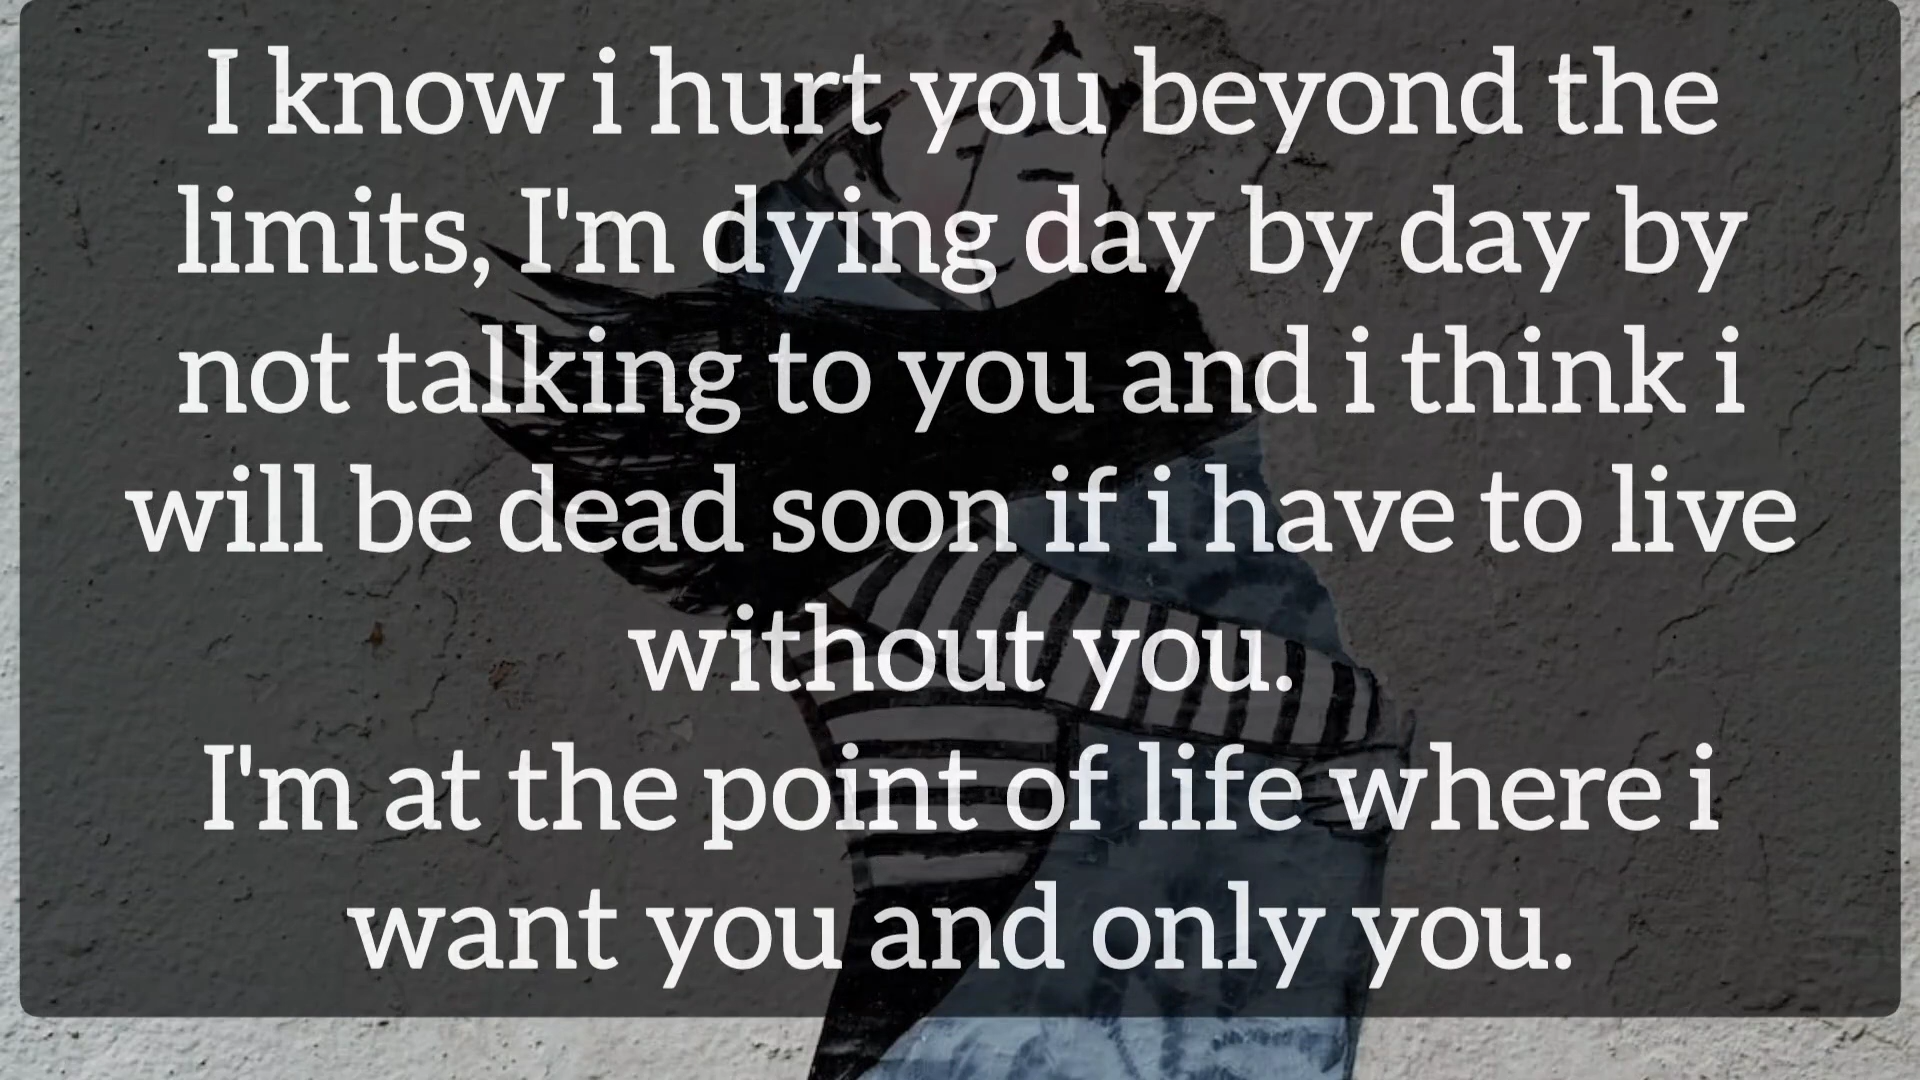 I know i hurt you beyond the
limits, I'm dying day by day by
not talking to you and i think i
will be dead soon if i have to live
without you.
I'm at the point of life where i
want you and only you.